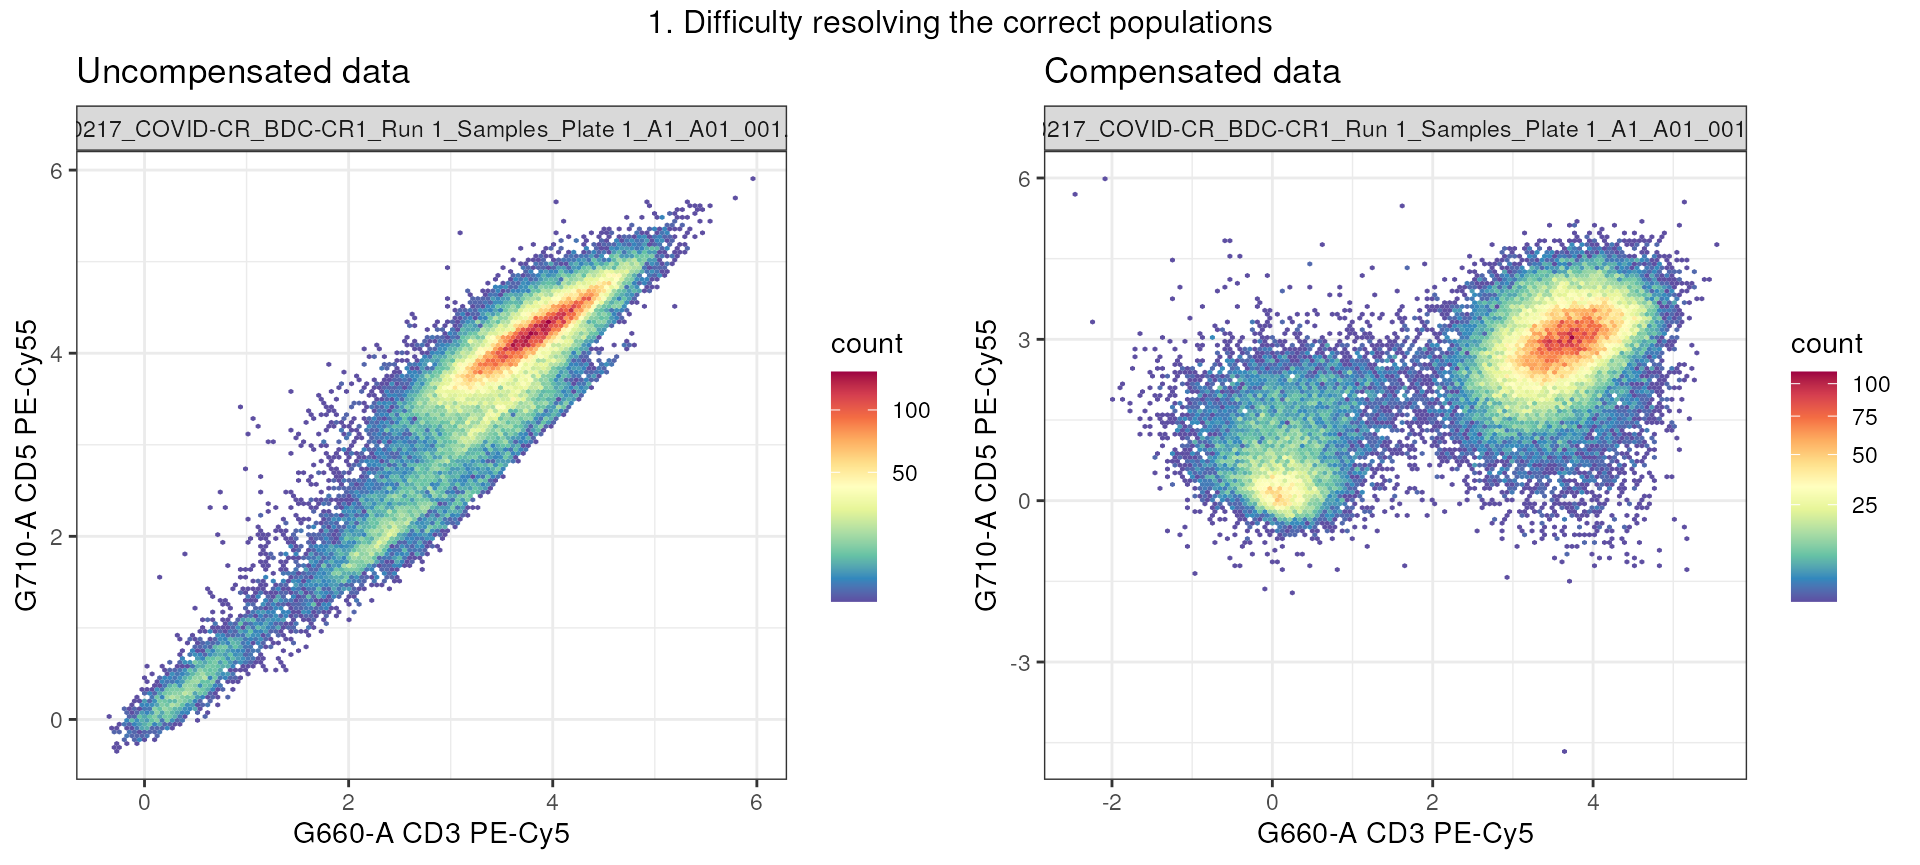 1. Difficulty resolving the correct populations
Uncompensated data
0217_COVID-CR_BDC-CR1_Run 1_Samples_Plate 1_A1_A01_001.
6
4
2
0
0
2
4
6
G710-A CD5 PE-Cy55
G660-A CD3 PE-Cy5
count
100
50
Compensated data
217_COVID-CR_BDC-CR1_Run 1_Samples_Plate 1_A1_A01_001
6
3
0
-3
-2
0
2
4
G710-A CD5 PE-Cy55
G660-A CD3 PE-Cy5
count
100
75
50
25